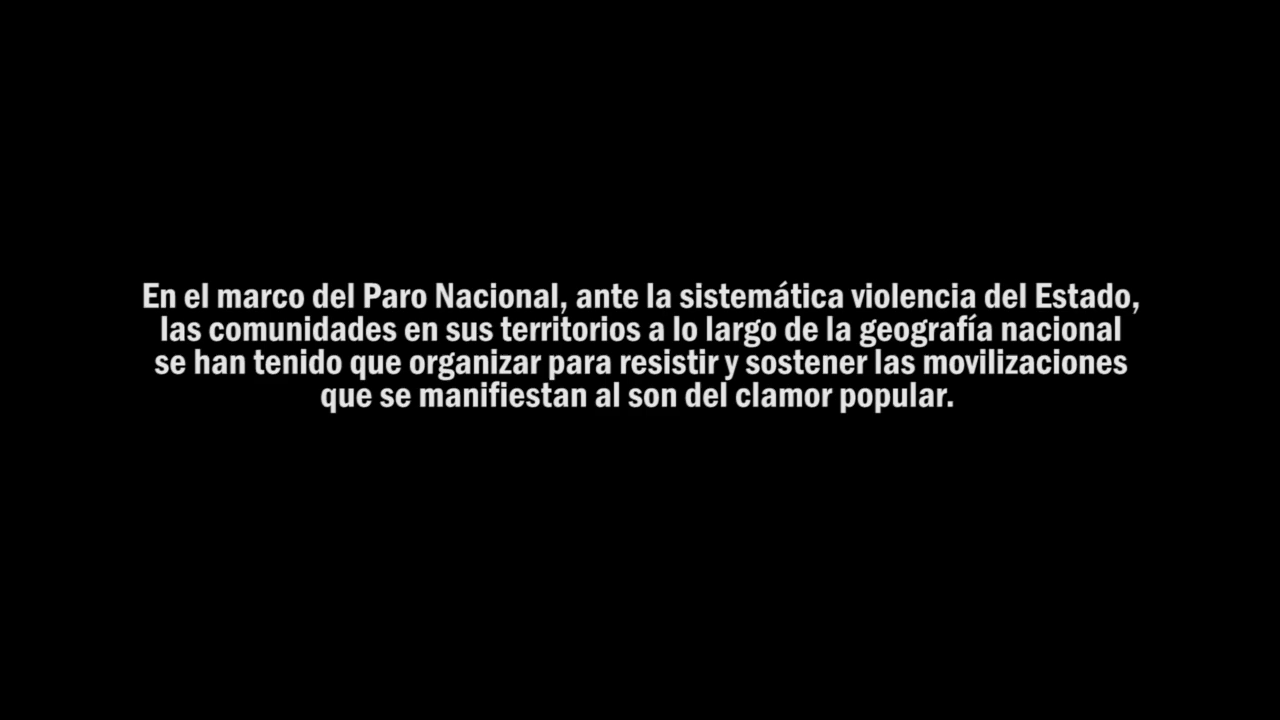 En el marco del Paro Nacional, ante la sistemática violencia del Estado,
las comunidades en sus territorios a lo largo de la geografía nacional
se han tenido que organizar para resistir y sostener las movilizaciones
que se manifiestan al son del clamor popular.